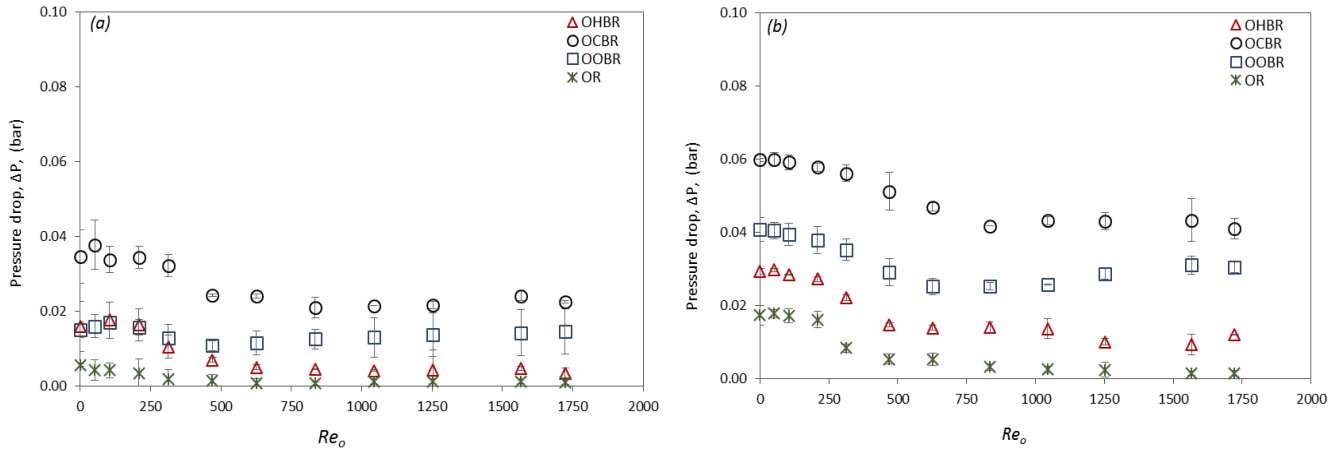 (a)
OHBR
OCBR
OOBR
OR
Pressure drop, ΔP, (bar)
0.10
0.08
0.06
0.04
0.02
0.00
0 250 500 750 1000 1250 1500 1750 2000
Reo
(b)
OHBR
OCBR
OOBR
OR
Pressure drop, ΔP, (bar)
0.10
0.08
0.06
0.04
0.02
0.00
0 250 500 750 1000 1250 1500 1750 2000
Reo